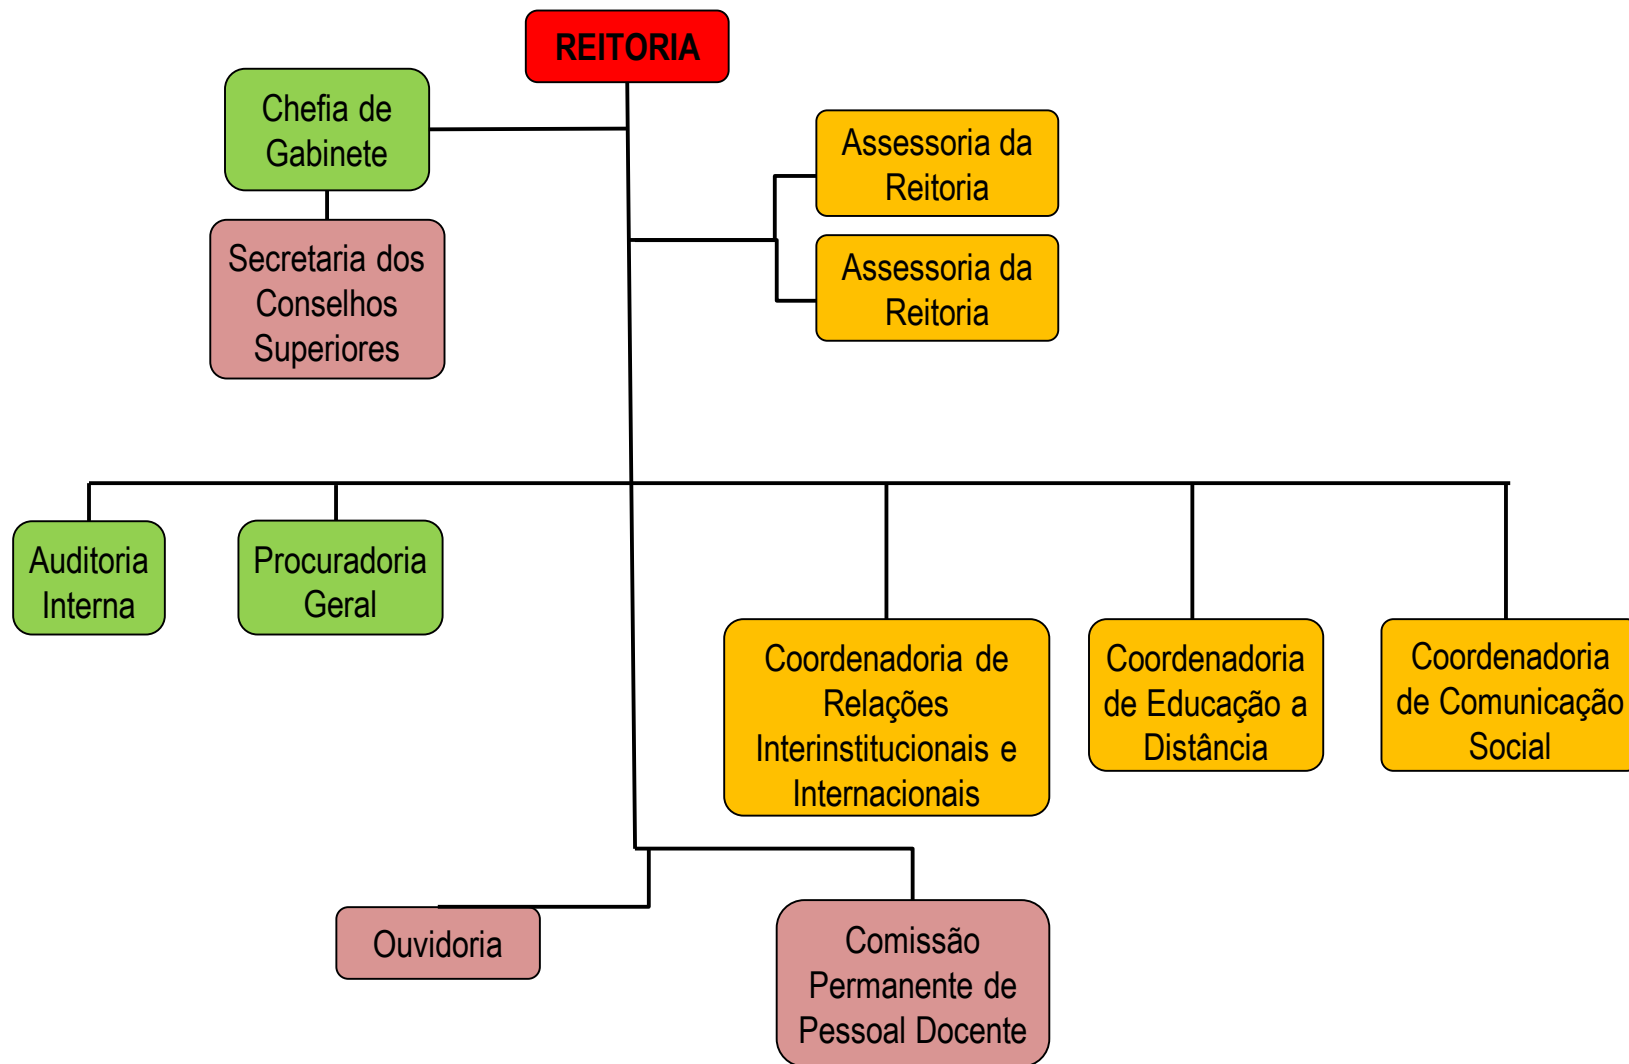 REITORIA
Chefia de
Gabinete
Assessoria da
Reitoria
Secretaria dos
Conselhos
Superiores
Assessoria da
Reitoria
Auditoria
Interna
Procuradoria
Geral
Coordenadoria de
Relações
Interinstitucionais e
Internacionais
Coordenadoria
de Educação a
Distância
Coordenadoria
de Comunicação
Social
Ouvidoria
Comissão
Permanente de
Pessoal Docente